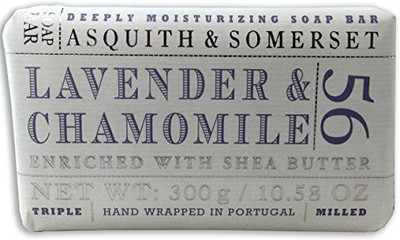 SOAP BAR
DEEPLY MOISTURIZING SOAP BAR
ASQUITH & SOMERSET
LAVENDER &
CHAMOMILE
56
ENRICHED WITH SHEA BUTTER
NET WT: 300g / 10.58 OZ
TRIPLE HAND WRAPPED IN PORTUGAL MILLED